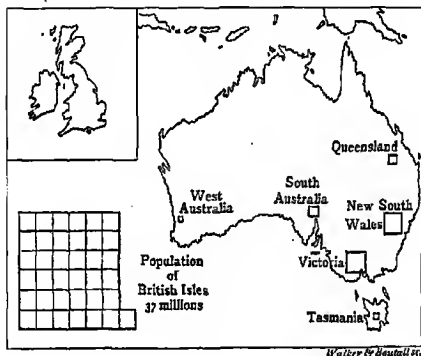 Queensland
West
Australia
South
Australia
New South
Wales
Victoria
Population
of
British Isles
37 millions
Tasmania
Walker & Boutall sc.